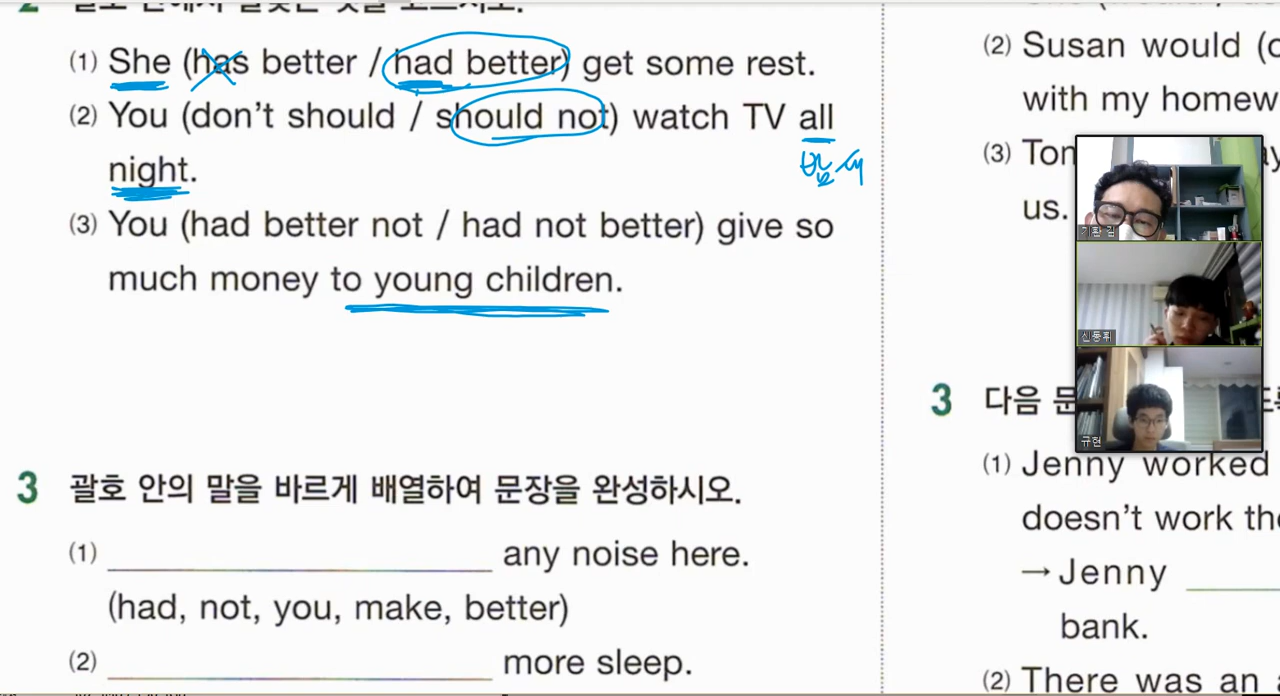 (1) She (has better / had better) get some rest.
(2) You (don't should / should not) watch TV all
night.
밤새
(3) You (had better not / had not better) give so
much money to young children.
3 괄호 안의 말을 바르게 배열하여 문장을 완성하시오.
(1) any noise here.
(had, not, you, make, better)
(2) more sleep.
(2) Susan would
with my homew
(3) Tom
us.
3 다음 문
(1) Jenny worked
doesn't work the
→ Jenny
bank.
(2) There was an
기환 김
신동휘
규현